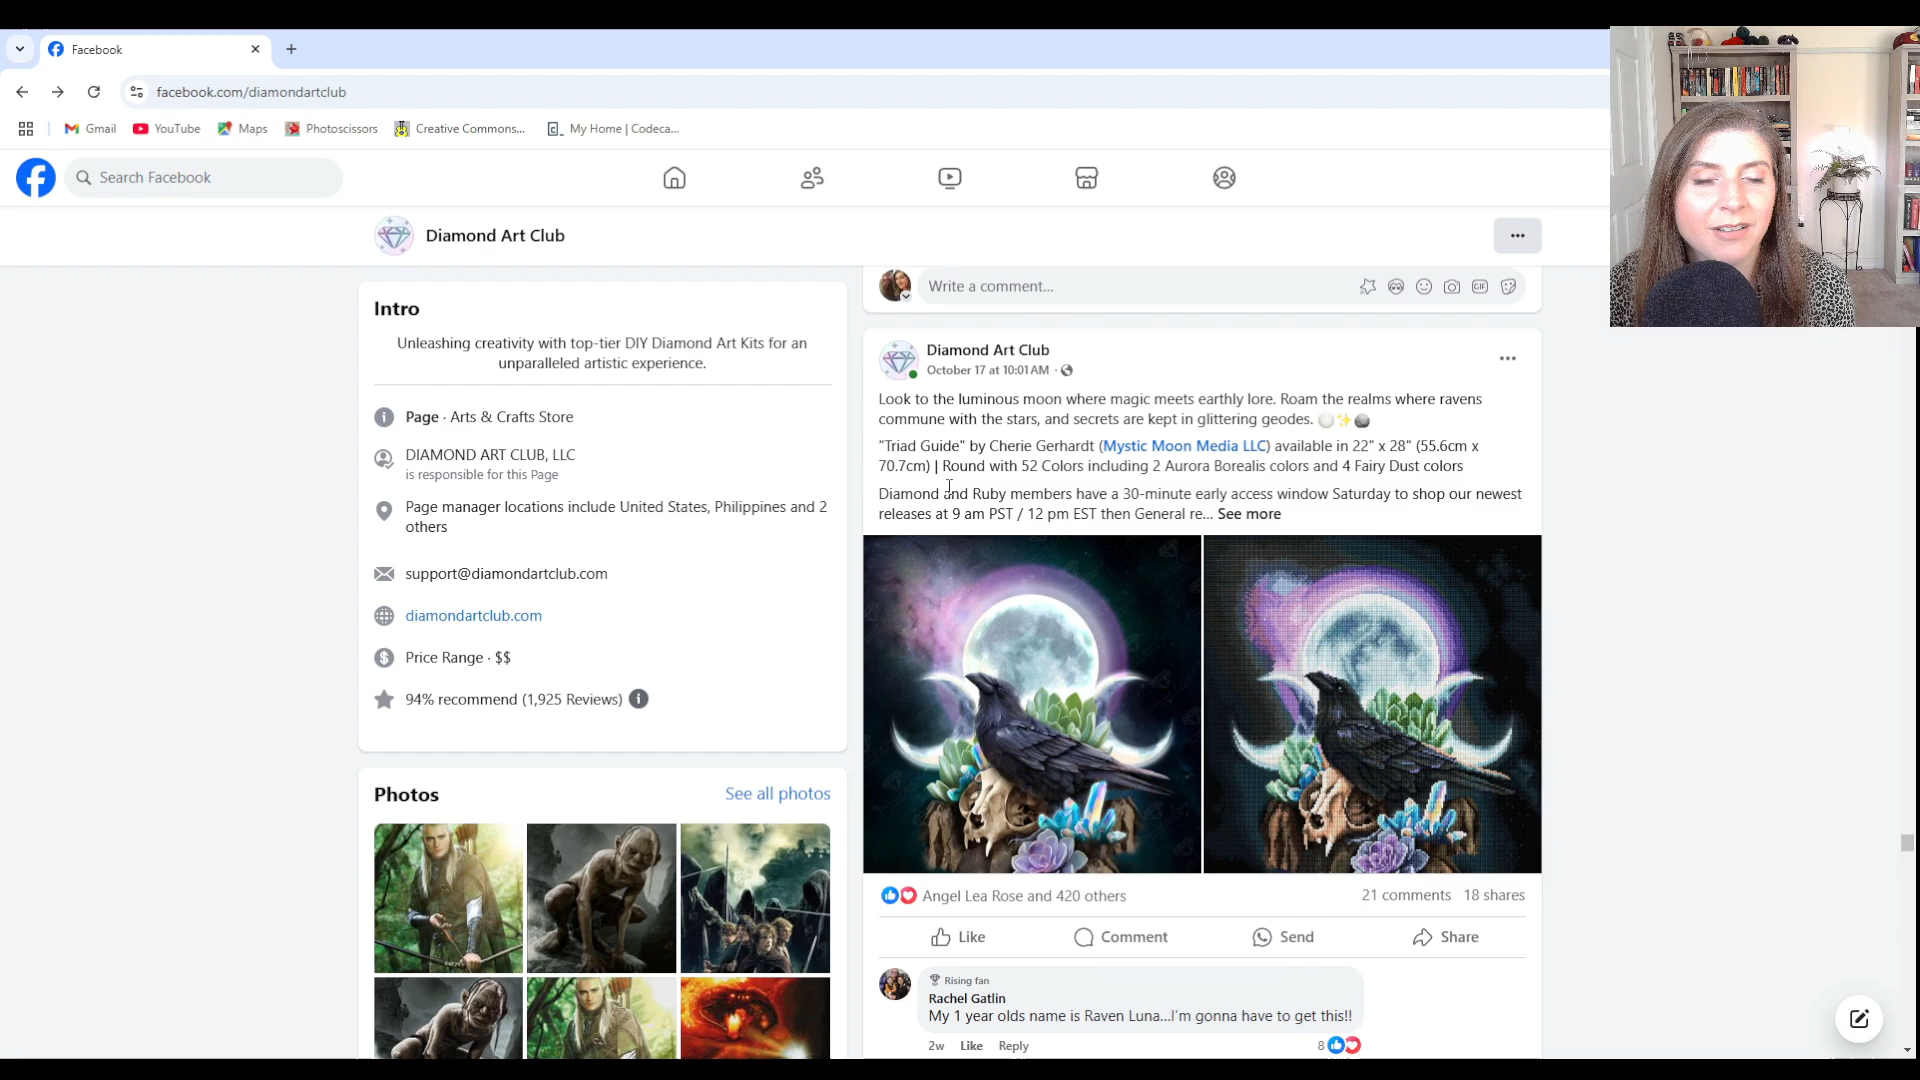 Facebook
facebook.com/diamondartclub
Gmail
YouTube
Maps
Photoscissors
Creative Commons...
My Home | Codeca...
Search Facebook
Diamond Art Club
Intro
Unleashing creativity with top-tier DIY Diamond Art Kits for an
unparalleled artistic experience.
Page · Arts & Crafts Store
DIAMOND ART CLUB, LLC
is responsible for this Page
Page manager locations include United States, Philippines and 2
others
support@diamondartclub.com
diamondartclub.com
Price Range · $$
94% recommend (1,925 Reviews)
Photos
See all photos
Write a comment...
GIF
Diamond Art Club
October 17 at 10:01 AM ·
Look to the luminous moon where magic meets earthly lore. Roam the realms where ravens
commune with the stars, and secrets are kept in glittering geodes.
"Triad Guide" by Cherie Gerhardt (Mystic Moon Media LLC) available in 22" x 28" (55.6cm x
70.7cm) | Round with 52 Colors including 2 Aurora Borealis colors and 4 Fairy Dust colors
Diamond and Ruby members have a 30-minute early access window Saturday to shop our newest
releases at 9 am PST / 12 pm EST then General re... See more
Angel Lea Rose and 420 others
21 comments
18 shares
Like
Comment
Send
Share
Rising fan
Rachel Gatlin
My 1 year olds name is Raven Luna...I'm gonna have to get this!!
2w
Like
Reply
8